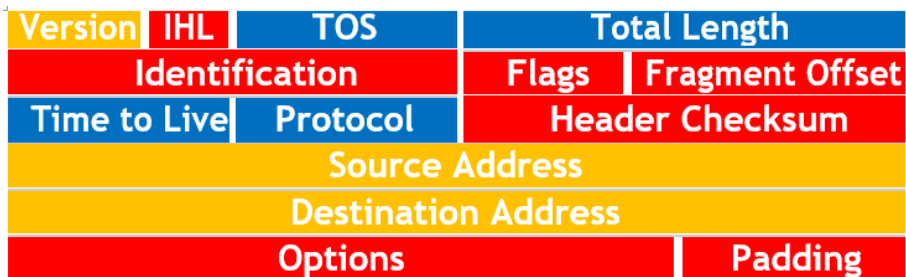 Version IHL TOS Total Length
Identification Flags Fragment Offset
Time to Live Protocol Header Checksum
Source Address
Destination Address
Options Padding